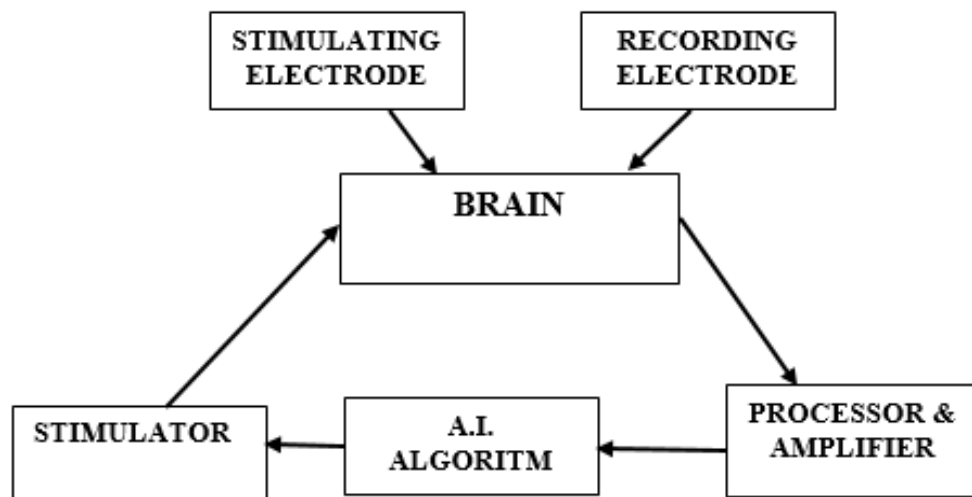 STIMULATING
ELECTRODE
RECORDING
ELECTRODE
BRAIN
STIMULATOR
A.I.
ALGORITM
PROCESSOR &
AMPLIFIER